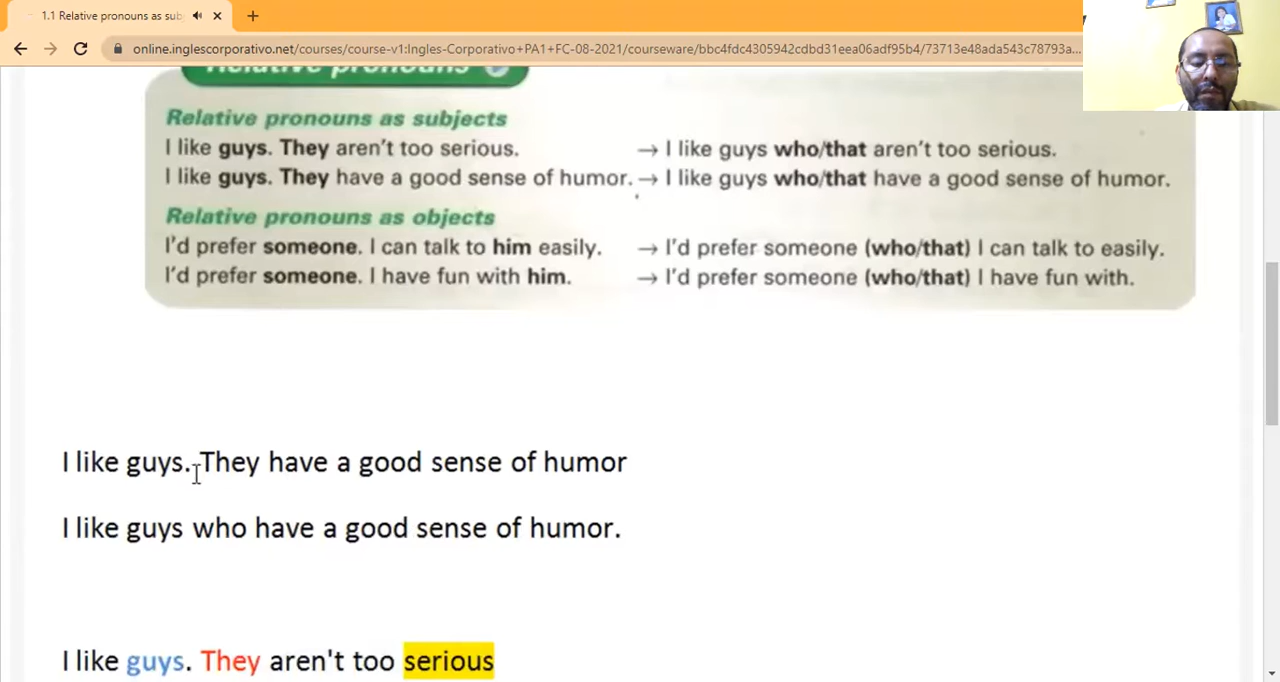 1.1 Relative pronouns as sub
online.inglescorporativo.net/courses/course-v1:Ingles-Corporativo+PA1+FC-08-2021/courseware/bbc4fdc4305942cdbd31eea06adf95b4/73713e48ada543c78793a...
Relative pronouns
Relative pronouns as subjects
I like guys. They aren't too serious. → I like guys who/that aren't too serious.
I like guys. They have a good sense of humor. → I like guys who/that have a good sense of humor.
Relative pronouns as objects
I'd prefer someone. I can talk to him easily. → I'd prefer someone (who/that) I can talk to easily.
I'd prefer someone. I have fun with him. → I'd prefer someone (who/that) I have fun with.
I like guys. They have a good sense of humor
I like guys who have a good sense of humor.
I like guys. They aren't too serious